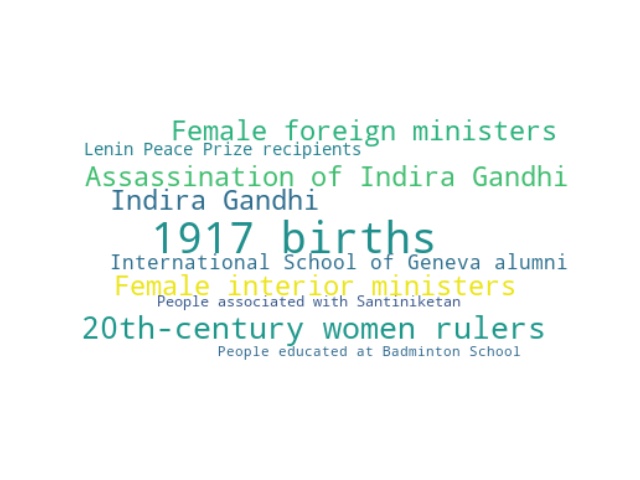 Female foreign ministers
Lenin Peace Prize recipients
Assassination of Indira Gandhi
Indira Gandhi
1917 births
International School of Geneva alumni
Female interior ministers
People associated with Santiniketan
20th-century women rulers
People educated at Badminton School